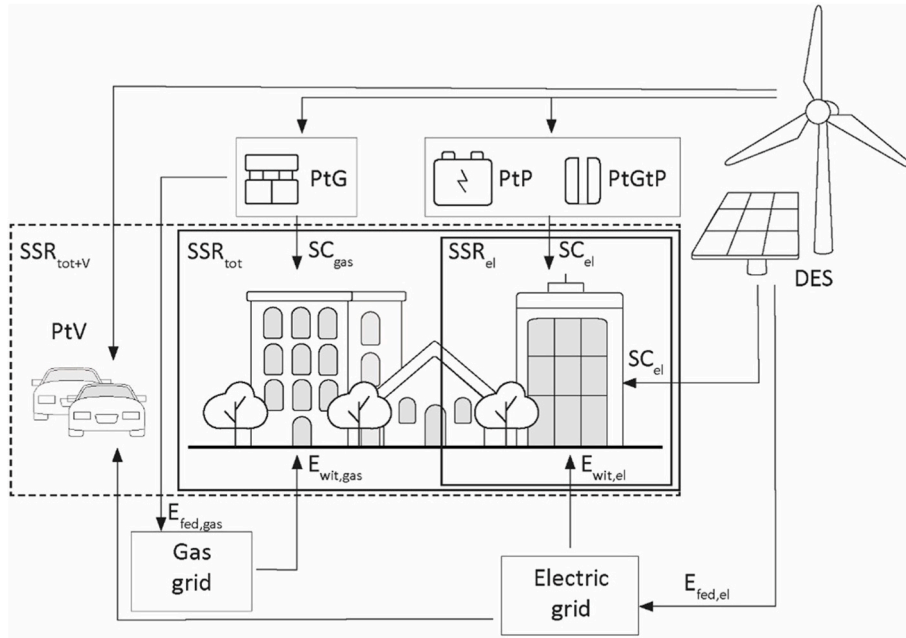 PtG
PtP
PtGtP
SSR_tot+V
SSR_tot
SC_gas
SSR_el
SC_el
DES
PtV
SC_el
E_wit,gas
E_wit,el
E_fed,gas
Gas
grid
Electric
grid
E_fed,el